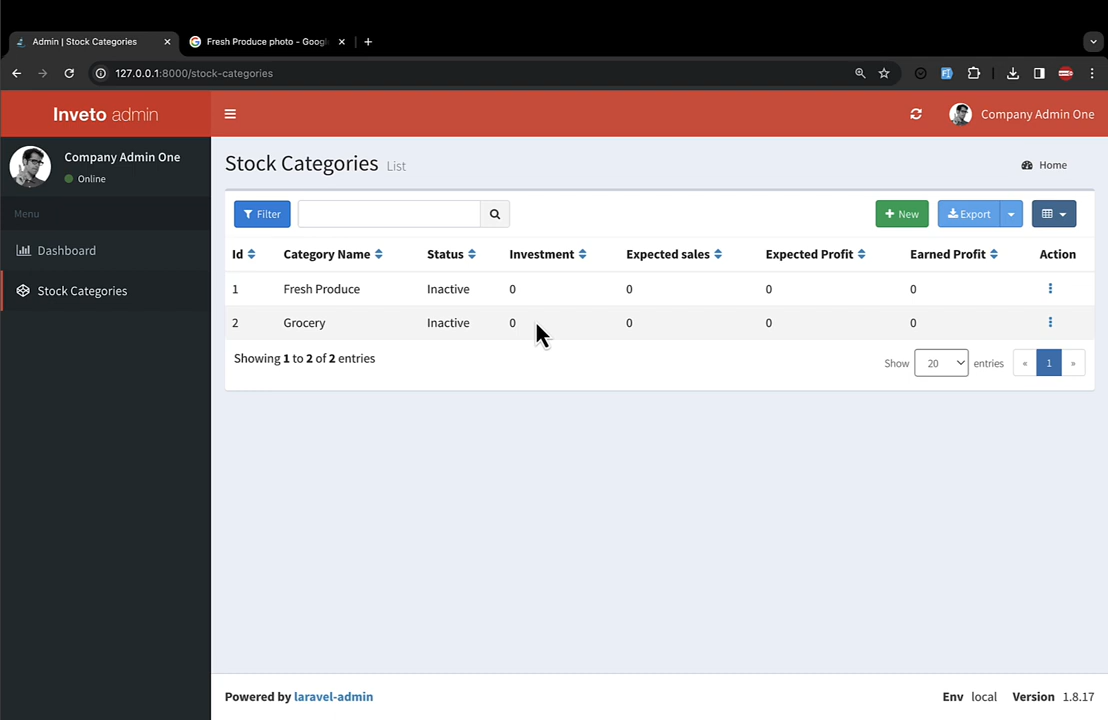 Admin | Stock Categories
Fresh Produce photo - Googl
127.0.0.1:8000/stock-categories
Inveto admin
Company Admin One
Company Admin One
Online
Menu
Dashboard
Stock Categories
Stock Categories List
Home
Filter
New
Export
Id Category Name Status Investment Expected sales Expected Profit Earned Profit Action
1 Fresh Produce Inactive 0 0 0 0
2 Grocery Inactive 0 0 0 0
Showing 1 to 2 of 2 entries
Show 20 entries « 1 »
Powered by laravel-admin
Env local Version 1.8.17